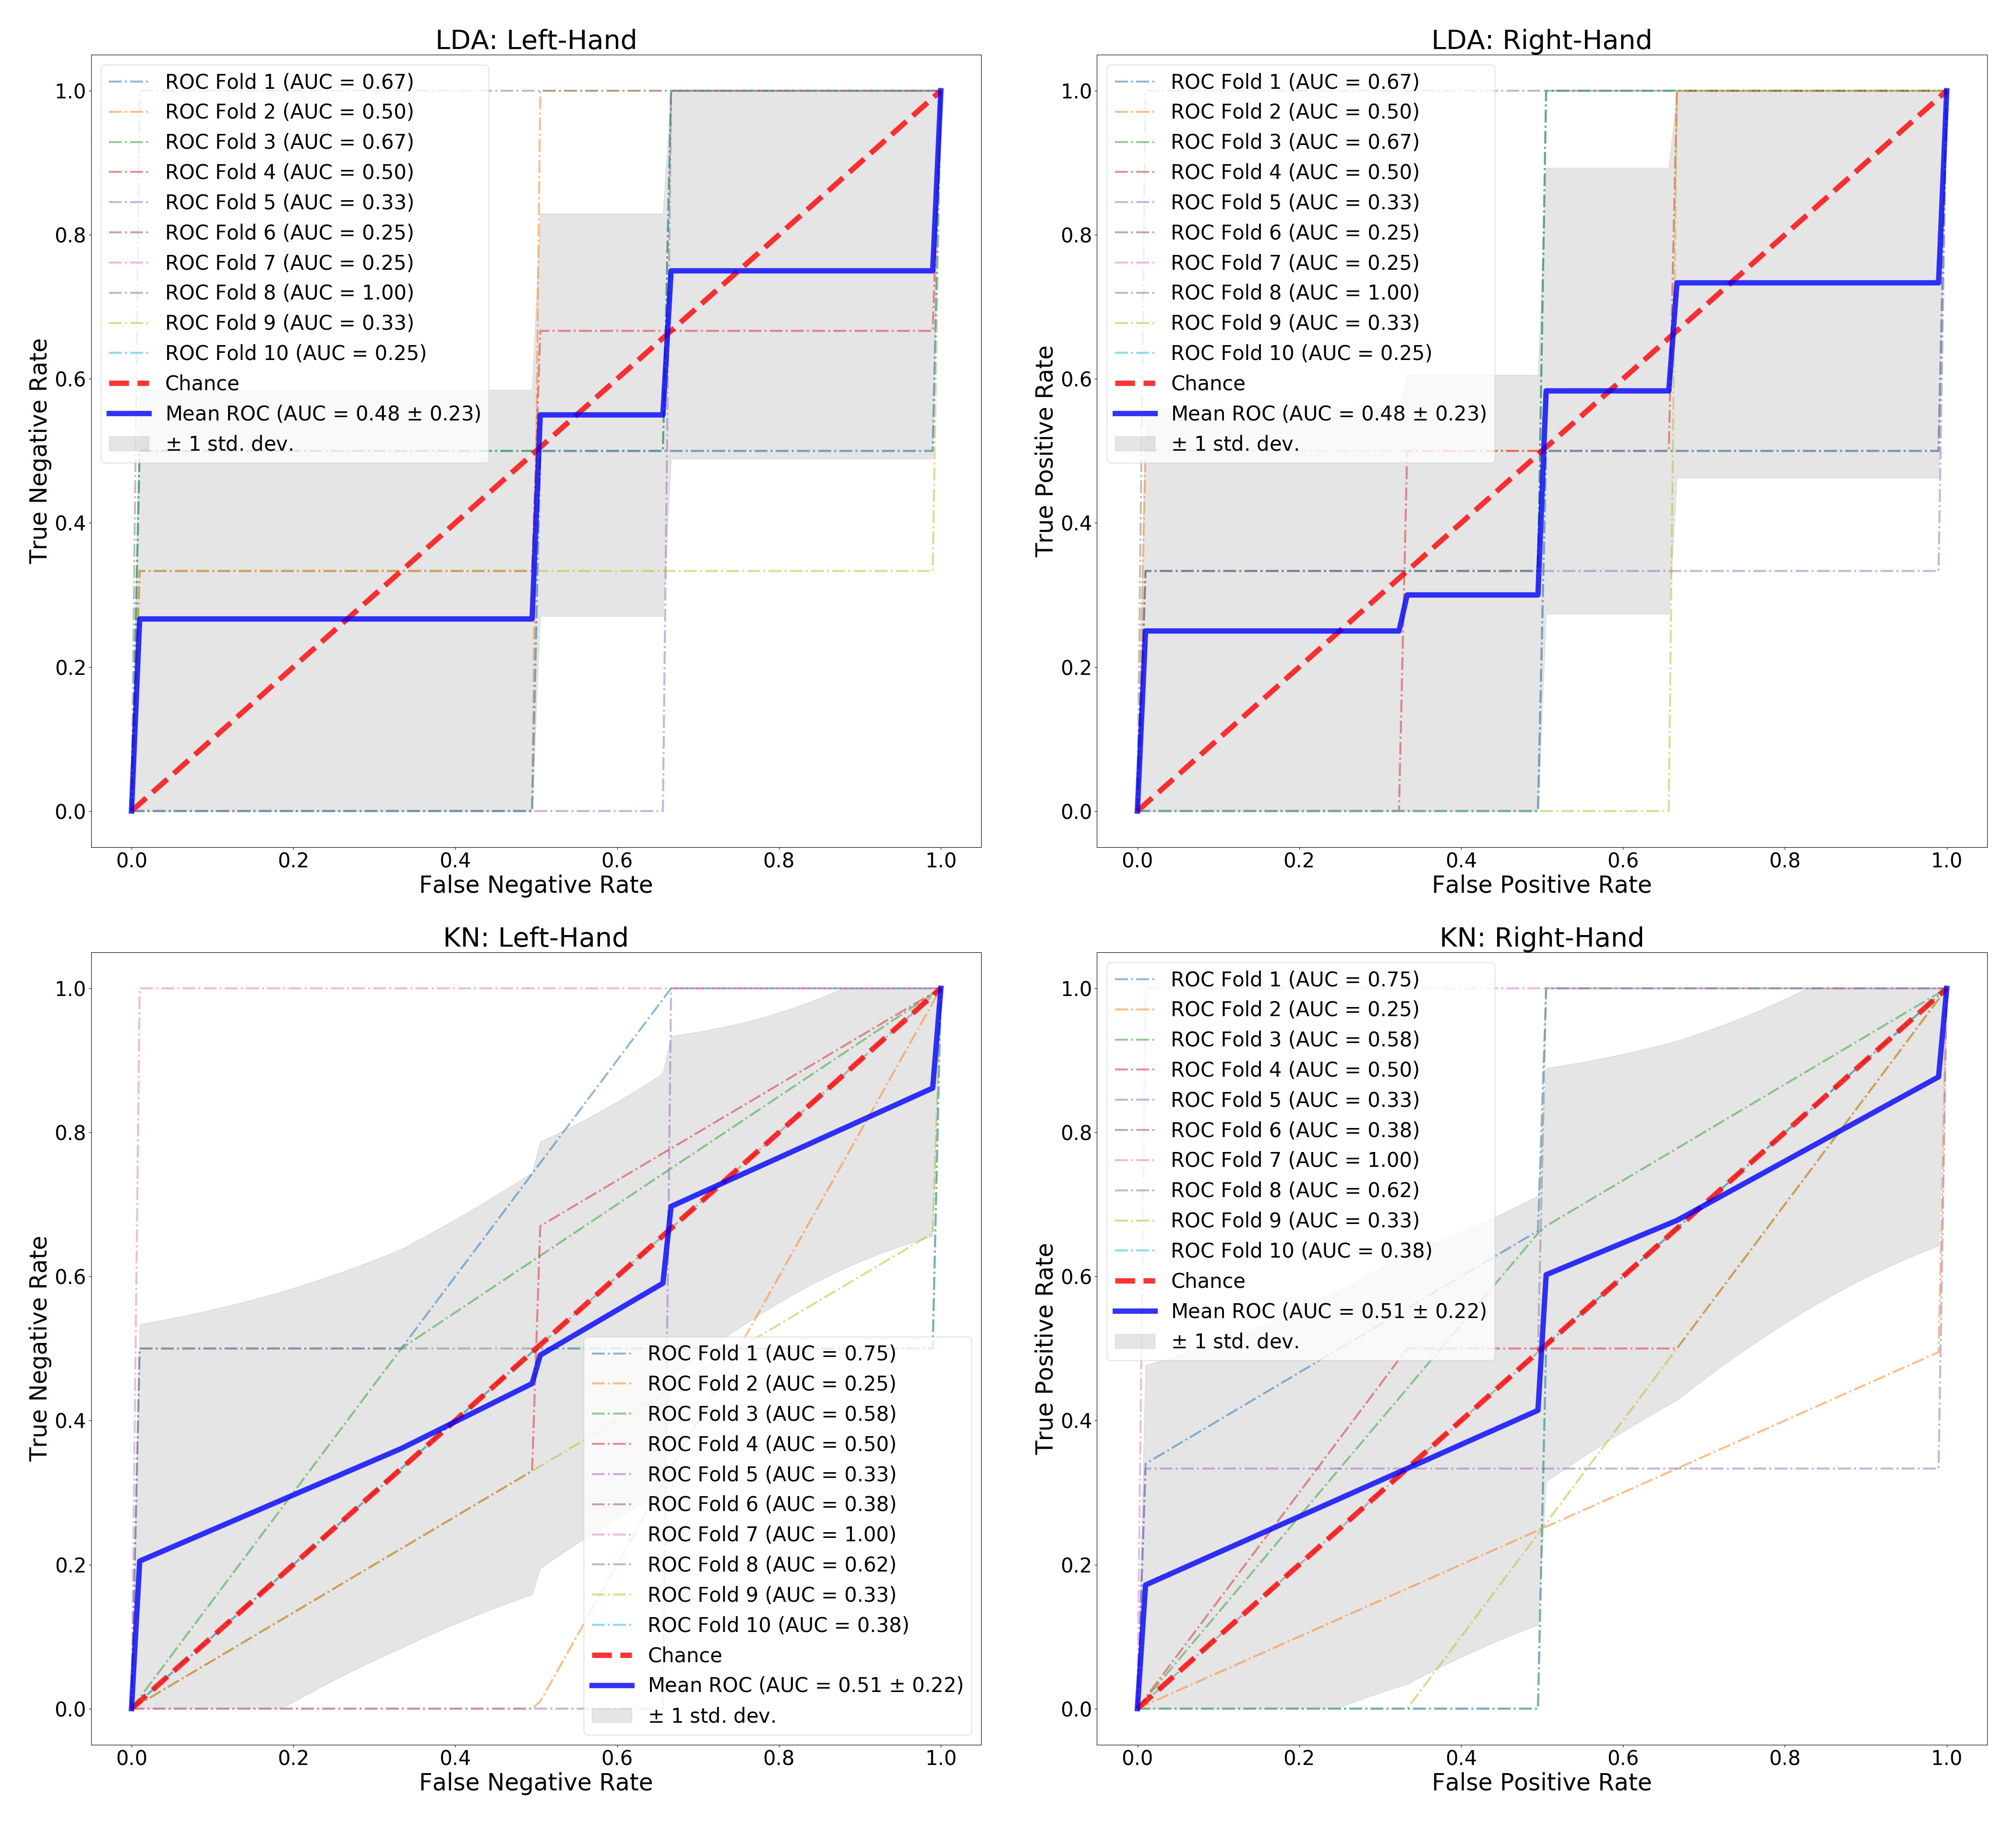 LDA: Left-Hand
True Negative Rate
1.0
0.8
0.6
0.4
0.2
0.0
ROC Fold 1 (AUC = 0.67)
ROC Fold 2 (AUC = 0.50)
ROC Fold 3 (AUC = 0.67)
ROC Fold 4 (AUC = 0.50)
ROC Fold 5 (AUC = 0.33)
ROC Fold 6 (AUC = 0.25)
ROC Fold 7 (AUC = 0.25)
ROC Fold 8 (AUC = 1.00)
ROC Fold 9 (AUC = 0.33)
ROC Fold 10 (AUC = 0.25)
Chance
Mean ROC (AUC = 0.48 ± 0.23)
± 1 std. dev.
0.0 0.2 0.4 0.6 0.8 1.0
False Negative Rate
LDA: Right-Hand
True Positive Rate
1.0
0.8
0.6
0.4
0.2
0.0
ROC Fold 1 (AUC = 0.67)
ROC Fold 2 (AUC = 0.50)
ROC Fold 3 (AUC = 0.67)
ROC Fold 4 (AUC = 0.50)
ROC Fold 5 (AUC = 0.33)
ROC Fold 6 (AUC = 0.25)
ROC Fold 7 (AUC = 0.25)
ROC Fold 8 (AUC = 1.00)
ROC Fold 9 (AUC = 0.33)
ROC Fold 10 (AUC = 0.25)
Chance
Mean ROC (AUC = 0.48 ± 0.23)
± 1 std. dev.
0.0 0.2 0.4 0.6 0.8 1.0
False Positive Rate
KN: Left-Hand
True Negative Rate
1.0
0.8
0.6
0.4
0.2
0.0
ROC Fold 1 (AUC = 0.75)
ROC Fold 2 (AUC = 0.25)
ROC Fold 3 (AUC = 0.58)
ROC Fold 4 (AUC = 0.50)
ROC Fold 5 (AUC = 0.33)
ROC Fold 6 (AUC = 0.38)
ROC Fold 7 (AUC = 1.00)
ROC Fold 8 (AUC = 0.62)
ROC Fold 9 (AUC = 0.33)
ROC Fold 10 (AUC = 0.38)
Chance
Mean ROC (AUC = 0.51 ± 0.22)
± 1 std. dev.
0.0 0.2 0.4 0.6 0.8 1.0
False Negative Rate
KN: Right-Hand
True Positive Rate
1.0
0.8
0.6
0.4
0.2
0.0
ROC Fold 1 (AUC = 0.75)
ROC Fold 2 (AUC = 0.25)
ROC Fold 3 (AUC = 0.58)
ROC Fold 4 (AUC = 0.50)
ROC Fold 5 (AUC = 0.33)
ROC Fold 6 (AUC = 0.38)
ROC Fold 7 (AUC = 1.00)
ROC Fold 8 (AUC = 0.62)
ROC Fold 9 (AUC = 0.33)
ROC Fold 10 (AUC = 0.38)
Chance
Mean ROC (AUC = 0.51 ± 0.22)
± 1 std. dev.
0.0 0.2 0.4 0.6 0.8 1.0
False Positive Rate